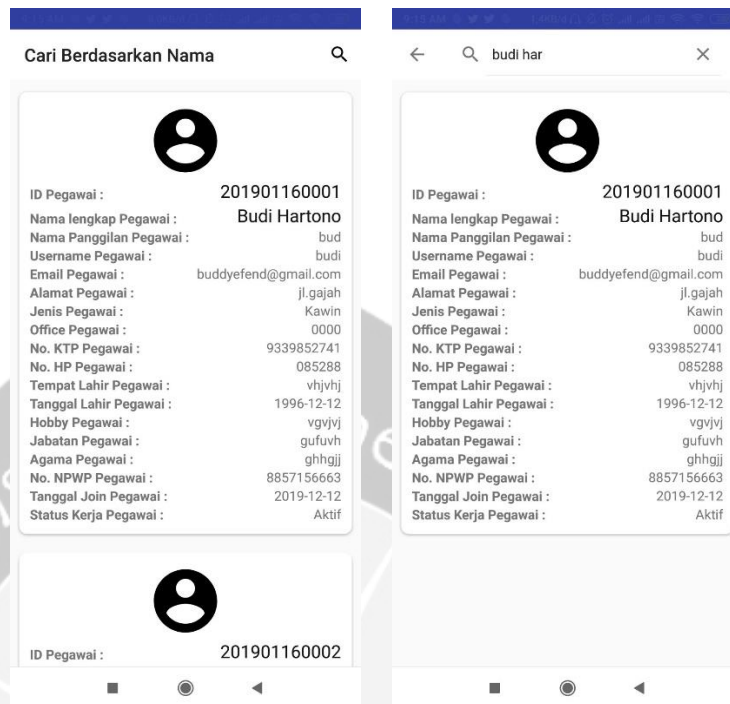 Cari Berdasarkan Nama
ID Pegawai : 201901160001
Nama lengkap Pegawai : Budi Hartono
Nama Panggilan Pegawai : bud
Username Pegawai : budi
Email Pegawai : buddyefend@gmail.com
Alamat Pegawai : jl.gajah
Jenis Pegawai : Kawin
Office Pegawai : 0000
No. KTP Pegawai : 9339852741
No. HP Pegawai : 085288
Tempat Lahir Pegawai : vhjvhj
Tanggal Lahir Pegawai : 1996-12-12
Hobby Pegawai : vgvjvj
Jabatan Pegawai : gufuvh
Agama Pegawai : ghhgjj
No. NPWP Pegawai : 8857156663
Tanggal Join Pegawai : 2019-12-12
Status Kerja Pegawai : Aktif
ID Pegawai : 201901160002
9:15 AM
budi har
ID Pegawai : 201901160001
Nama lengkap Pegawai : Budi Hartono
Nama Panggilan Pegawai : bud
Username Pegawai : budi
Email Pegawai : buddyefend@gmail.com
Alamat Pegawai : jl.gajah
Jenis Pegawai : Kawin
Office Pegawai : 0000
No. KTP Pegawai : 9339852741
No. HP Pegawai : 085288
Tempat Lahir Pegawai : vhjvhj
Tanggal Lahir Pegawai : 1996-12-12
Hobby Pegawai : vgvjvj
Jabatan Pegawai : gufuvh
Agama Pegawai : ghhgjj
No. NPWP Pegawai : 8857156663
Tanggal Join Pegawai : 2019-12-12
Status Kerja Pegawai : Aktif